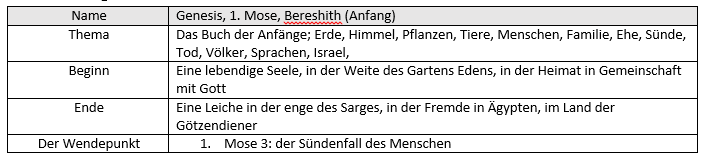 Name Genesis, 1. Mose, Bereshith (Anfang)
Thema Das Buch der Anfänge; Erde, Himmel, Pflanzen, Tiere, Menschen, Familie, Ehe, Sünde,
Tod, Völker, Sprachen, Israel,
Beginn Eine lebendige Seele, in der Weite des Gartens Edens, in der Heimat in Gemeinschaft
mit Gott
Ende Eine Leiche in der enge des Sarges, in der Fremde in Ägypten, im Land der
Götzendiener
Der Wendepunkt 1. Mose 3: der Sündenfall des Menschen